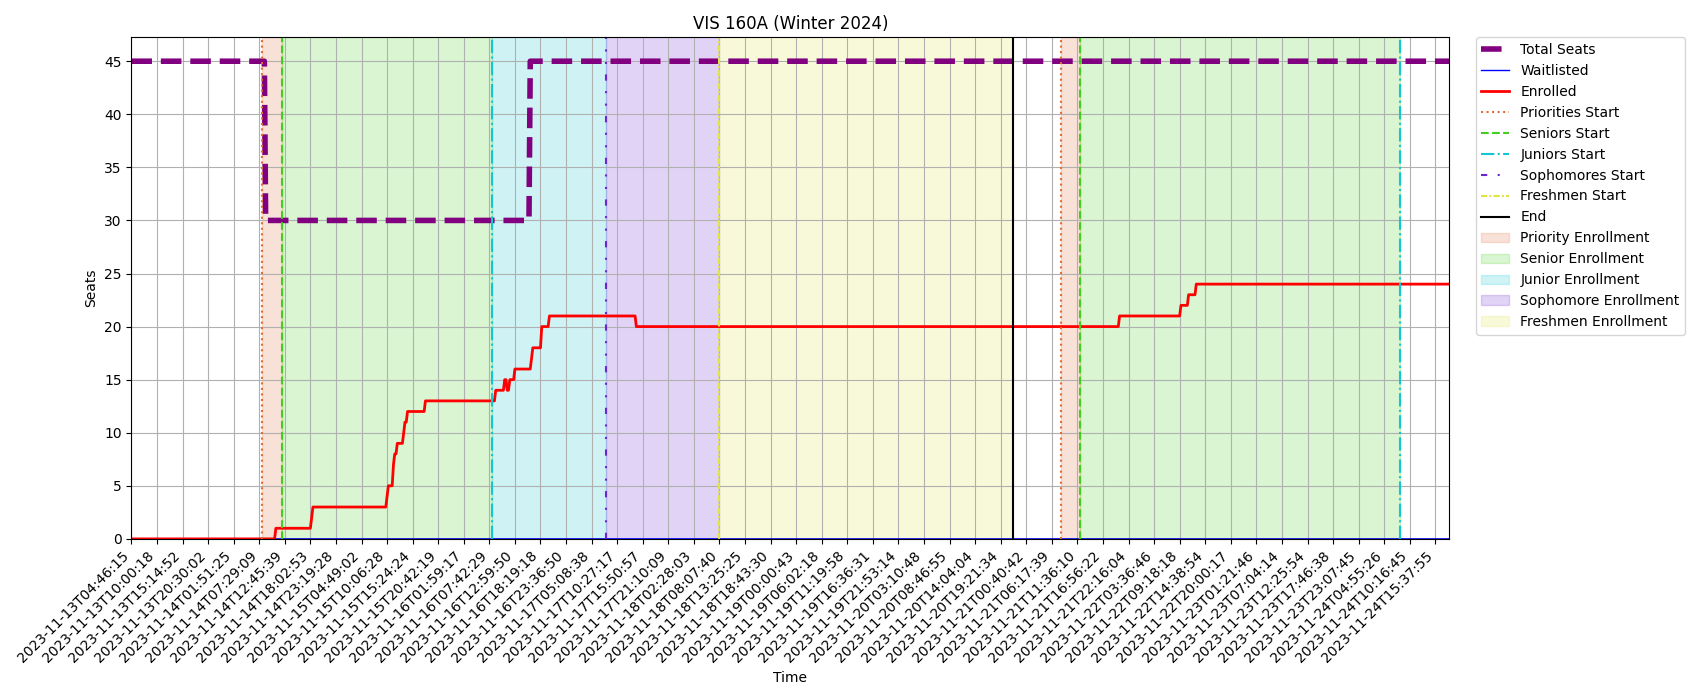 VIS 160A (Winter 2024)
Seats
45
40
35
30
25
20
15
10
5
0
2023-11-13T04:46:15
2023-11-13T10:00:18
2023-11-13T15:14:52
2023-11-13T20:30:02
2023-11-14T01:51:25
2023-11-14T07:29:09
2023-11-14T12:45:39
2023-11-14T18:02:53
2023-11-14T23:19:28
2023-11-15T04:49:02
2023-11-15T10:06:28
2023-11-15T15:24:24
2023-11-15T20:42:19
2023-11-16T01:59:17
2023-11-16T07:42:29
2023-11-16T12:59:50
2023-11-16T18:19:18
2023-11-16T23:36:50
2023-11-17T05:08:38
2023-11-17T10:27:17
2023-11-17T15:50:57
2023-11-17T21:10:09
2023-11-18T02:28:03
2023-11-18T08:07:40
2023-11-18T13:25:25
2023-11-18T18:43:30
2023-11-19T00:00:43
2023-11-19T06:02:18
2023-11-19T11:19:58
2023-11-19T16:36:31
2023-11-19T21:53:14
2023-11-20T03:10:48
2023-11-20T08:46:55
2023-11-20T14:04:04
2023-11-20T19:21:34
2023-11-21T00:40:42
2023-11-21T06:17:39
2023-11-21T11:36:10
2023-11-21T16:56:22
2023-11-21T22:16:04
2023-11-22T03:36:46
2023-11-22T09:18:18
2023-11-22T14:38:54
2023-11-22T20:00:17
2023-11-23T01:21:46
2023-11-23T07:04:14
2023-11-23T12:25:54
2023-11-23T17:46:38
2023-11-23T23:07:45
2023-11-24T04:55:26
2023-11-24T10:16:45
2023-11-24T15:37:55
Time
Total Seats
Waitlisted
Enrolled
Priorities Start
Seniors Start
Juniors Start
Sophomores Start
Freshmen Start
End
Priority Enrollment
Senior Enrollment
Junior Enrollment
Sophomore Enrollment
Freshmen Enrollment